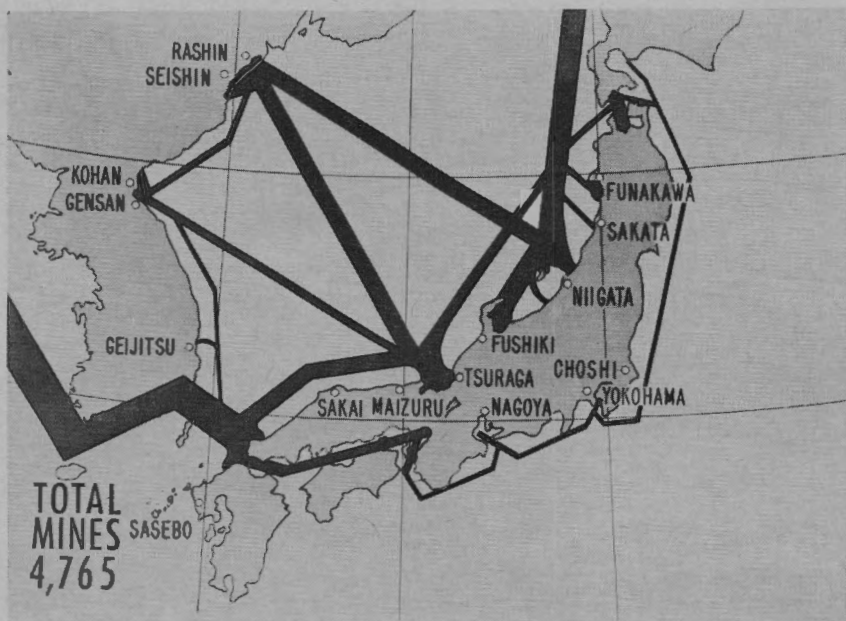 RASHIN
SEISHIN
KOHAN
GENSAN
FUNAKAWA
SAKATA
NIIGATA
GEIJITSU
FUSHIKI
TSURAGA
CHOSHI
SAKAI
MAIZURU
NAGOYA
YOKOHAMA
SASEBO
TOTAL
MINES
4,765